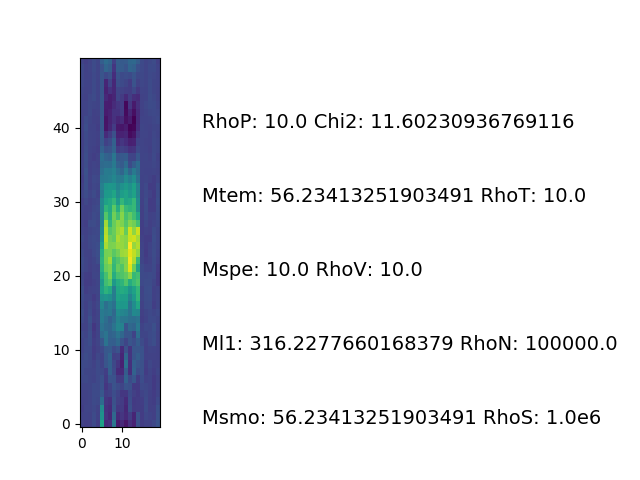 RhoP: 10.0 Chi2: 11.60230936769116
Mtem: 56.23413251903491 RhoT: 10.0
Mspe: 10.0 RhoV: 10.0
Ml1: 316.2277660168379 RhoN: 100000.0
Msmo: 56.23413251903491 RhoS: 1.0e6
40
30
20
10
0
0 10